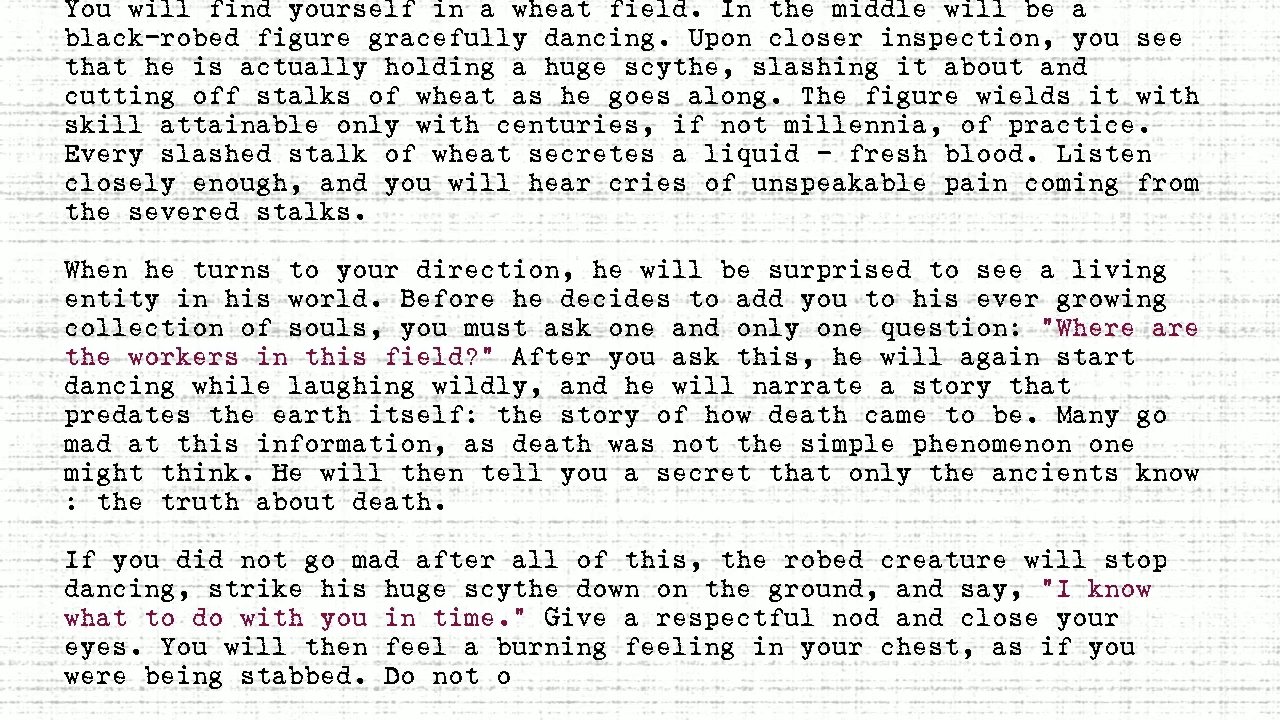 You will find yourself in a wheat field. In the middle will be a
black-robed figure gracefully dancing. Upon closer inspection, you see
that he is actually holding a huge scythe, slashing it about and
cutting off stalks of wheat as he goes along. The figure wields it with
skill attainable only with centuries, if not millennia, of practice.
Every slashed stalk of wheat secretes a liquid - fresh blood. Listen
closely enough, and you will hear cries of unspeakable pain coming from
the severed stalks.
When he turns to your direction, he will be surprised to see a living
entity in his world. Before he decides to add you to his ever growing
collection of souls, you must ask one and only one question: "Where are
the workers in this field?" After you ask this, he will again start
dancing while laughing wildly, and he will narrate a story that
predates the earth itself: the story of how death came to be. Many go
mad at this information, as death was not the simple phenomenon one
might think. He will then tell you a secret that only the ancients know
: the truth about death.
If you did not go mad after all of this, the robed creature will stop
dancing, strike his huge scythe down on the ground, and say, "I know
what to do with you in time." Give a respectful nod and close your
eyes. You will then feel a burning feeling in your chest, as if you
were being stabbed. Do not o